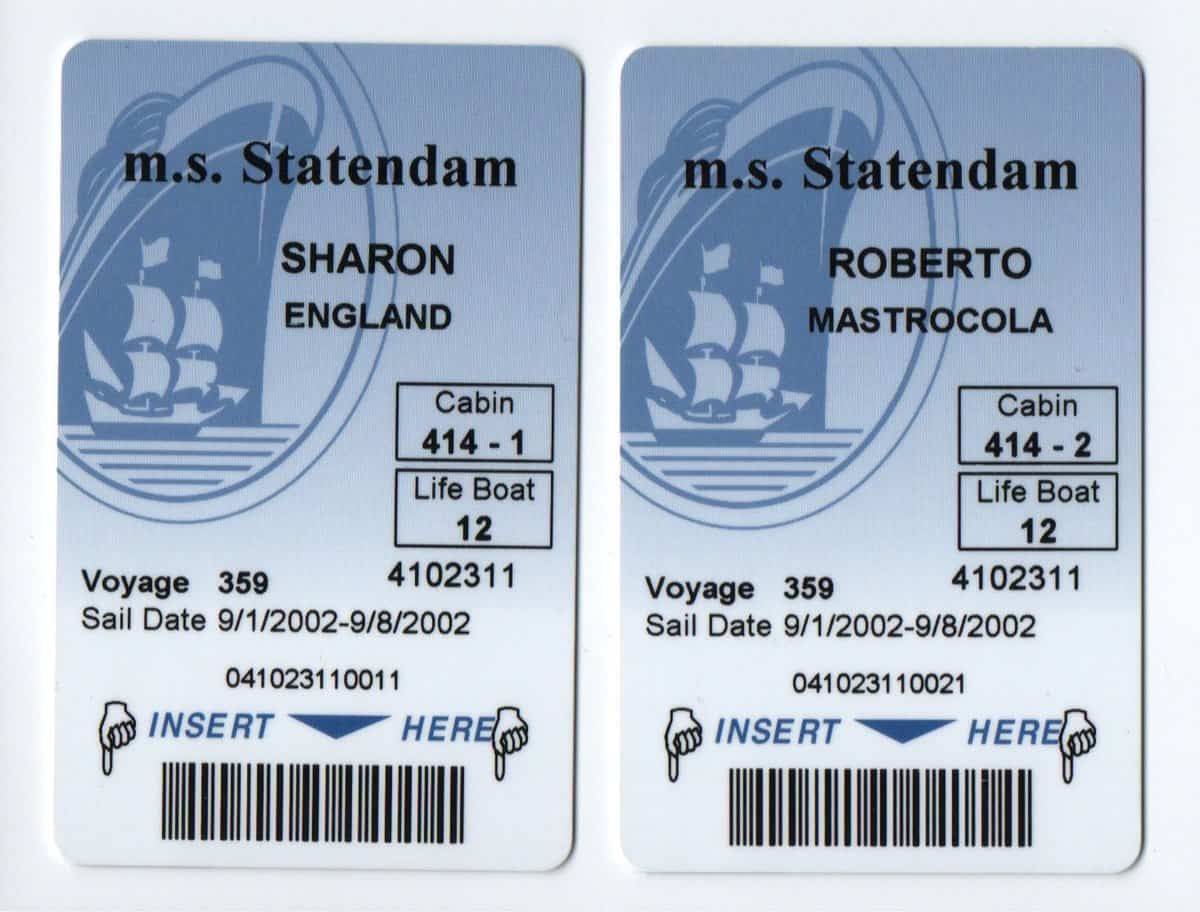 m.s. Statendam
SHARON
ENGLAND
Cabin
414 - 1
Life Boat
12
Voyage 359 4102311
Sail Date 9/1/2002-9/8/2002
041023110011
INSERT HERE
m.s. Statendam
ROBERTO
MASTROCOLA
Cabin
414 - 2
Life Boat
12
Voyage 359 4102311
Sail Date 9/1/2002-9/8/2002
041023110021
INSERT HERE